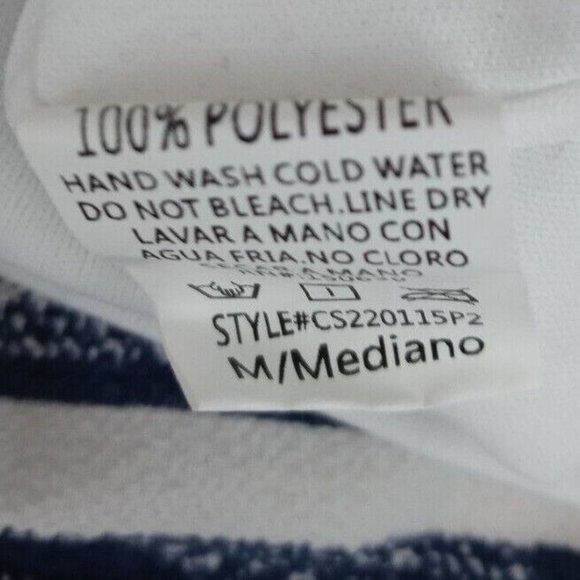 100% POLYESTER
HAND WASH COLD WATER
DO NOT BLEACH.LINE DRY
LAVAR A MANO CON
AGUA FRIA.NO CLORO
A MANO
STYLE#CS220115P2
M/Mediano